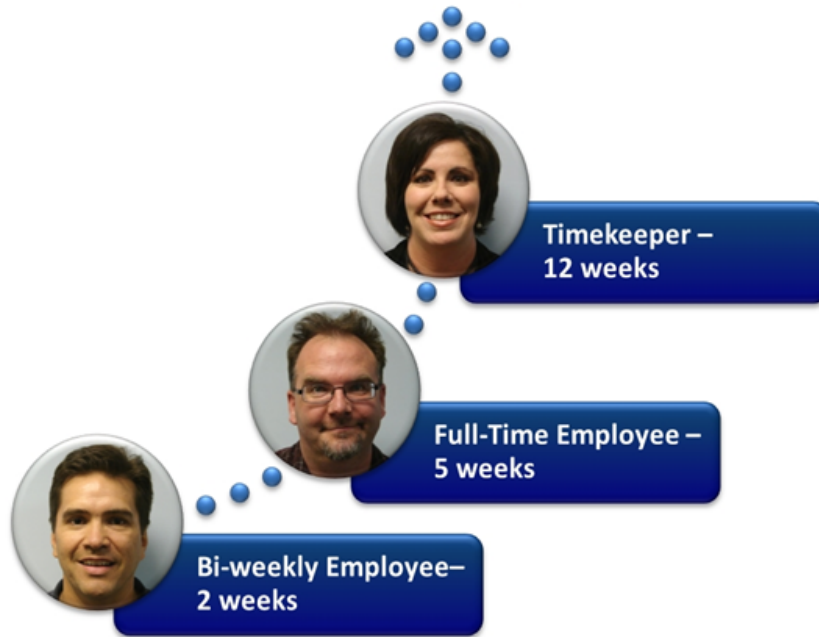 Timekeeper –
12 weeks
Full-Time Employee –
5 weeks
Bi-weekly Employee–
2 weeks